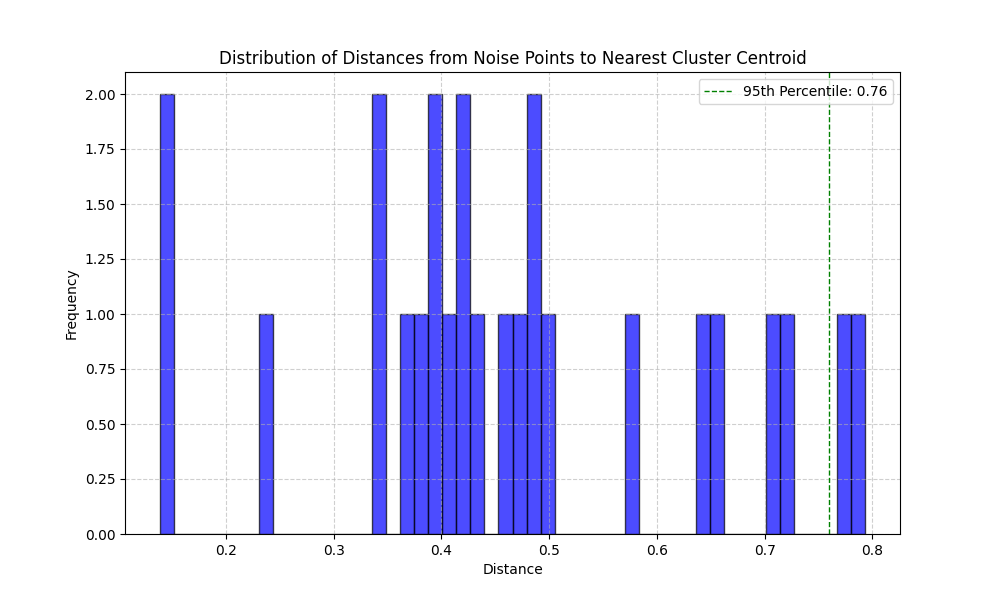 Distribution of Distances from Noise Points to Nearest Cluster Centroid
95th Percentile: 0.76
Frequency
2.00
1.75
1.50
1.25
1.00
0.75
0.50
0.25
0.00
0.2 0.3 0.4 0.5 0.6 0.7 0.8
Distance